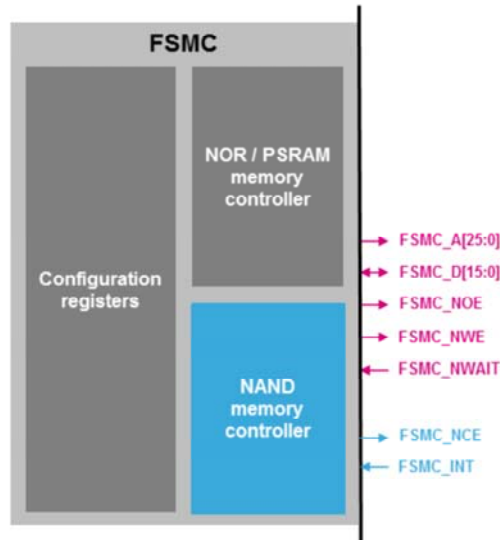 FSMC
NOR / PSRAM
memory
controller
Configuration
registers
NAND
memory
controller
FSMC_A[25:0]
FSMC_D[15:0]
FSMC_NOE
FSMC_NWE
FSMC_NWAIT
FSMC_NCE
FSMC_INT